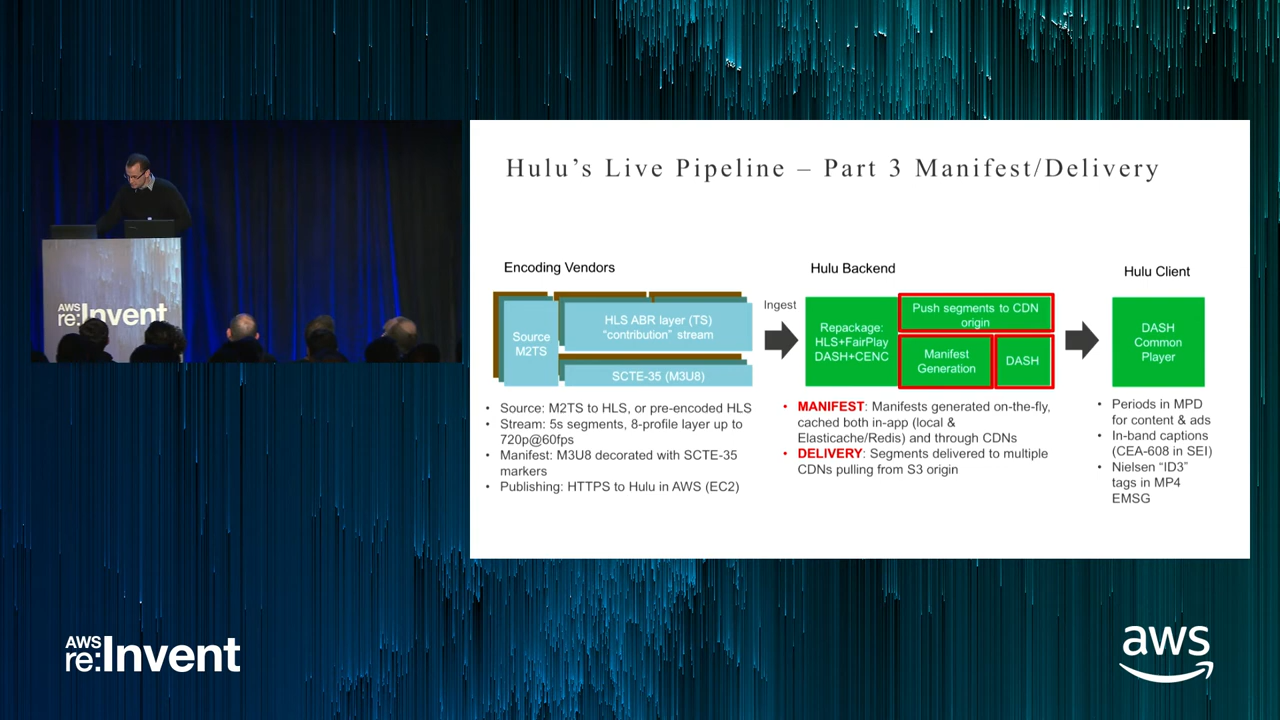 Hulu's Live Pipeline – Part 3 Manifest/Delivery
Encoding Vendors
Source
M2TS
HLS ABR layer (TS)
"contribution" stream
SCTE-35 (M3U8)
• Source: M2TS to HLS, or pre-encoded HLS
• Stream: 5s segments, 8-profile layer up to
720p@60fps
• Manifest: M3U8 decorated with SCTE-35
markers
• Publishing: HTTPS to Hulu in AWS (EC2)
Ingest
Hulu Backend
Repackage:
HLS+FairPlay
DASH+CENC
Push segments to CDN
origin
Manifest
Generation
DASH
• MANIFEST: Manifests generated on-the-fly,
cached both in-app (local &
Elasticache/Redis) and through CDNs
• DELIVERY: Segments delivered to multiple
CDNs pulling from S3 origin
Hulu Client
DASH
Common
Player
• Periods in MPD
for content & ads
• In-band captions
(CEA-608 in SEI)
• Nielsen "ID3"
tags in MP4
EMSG
AWS
re:Invent
AWS
re:Invent
aws